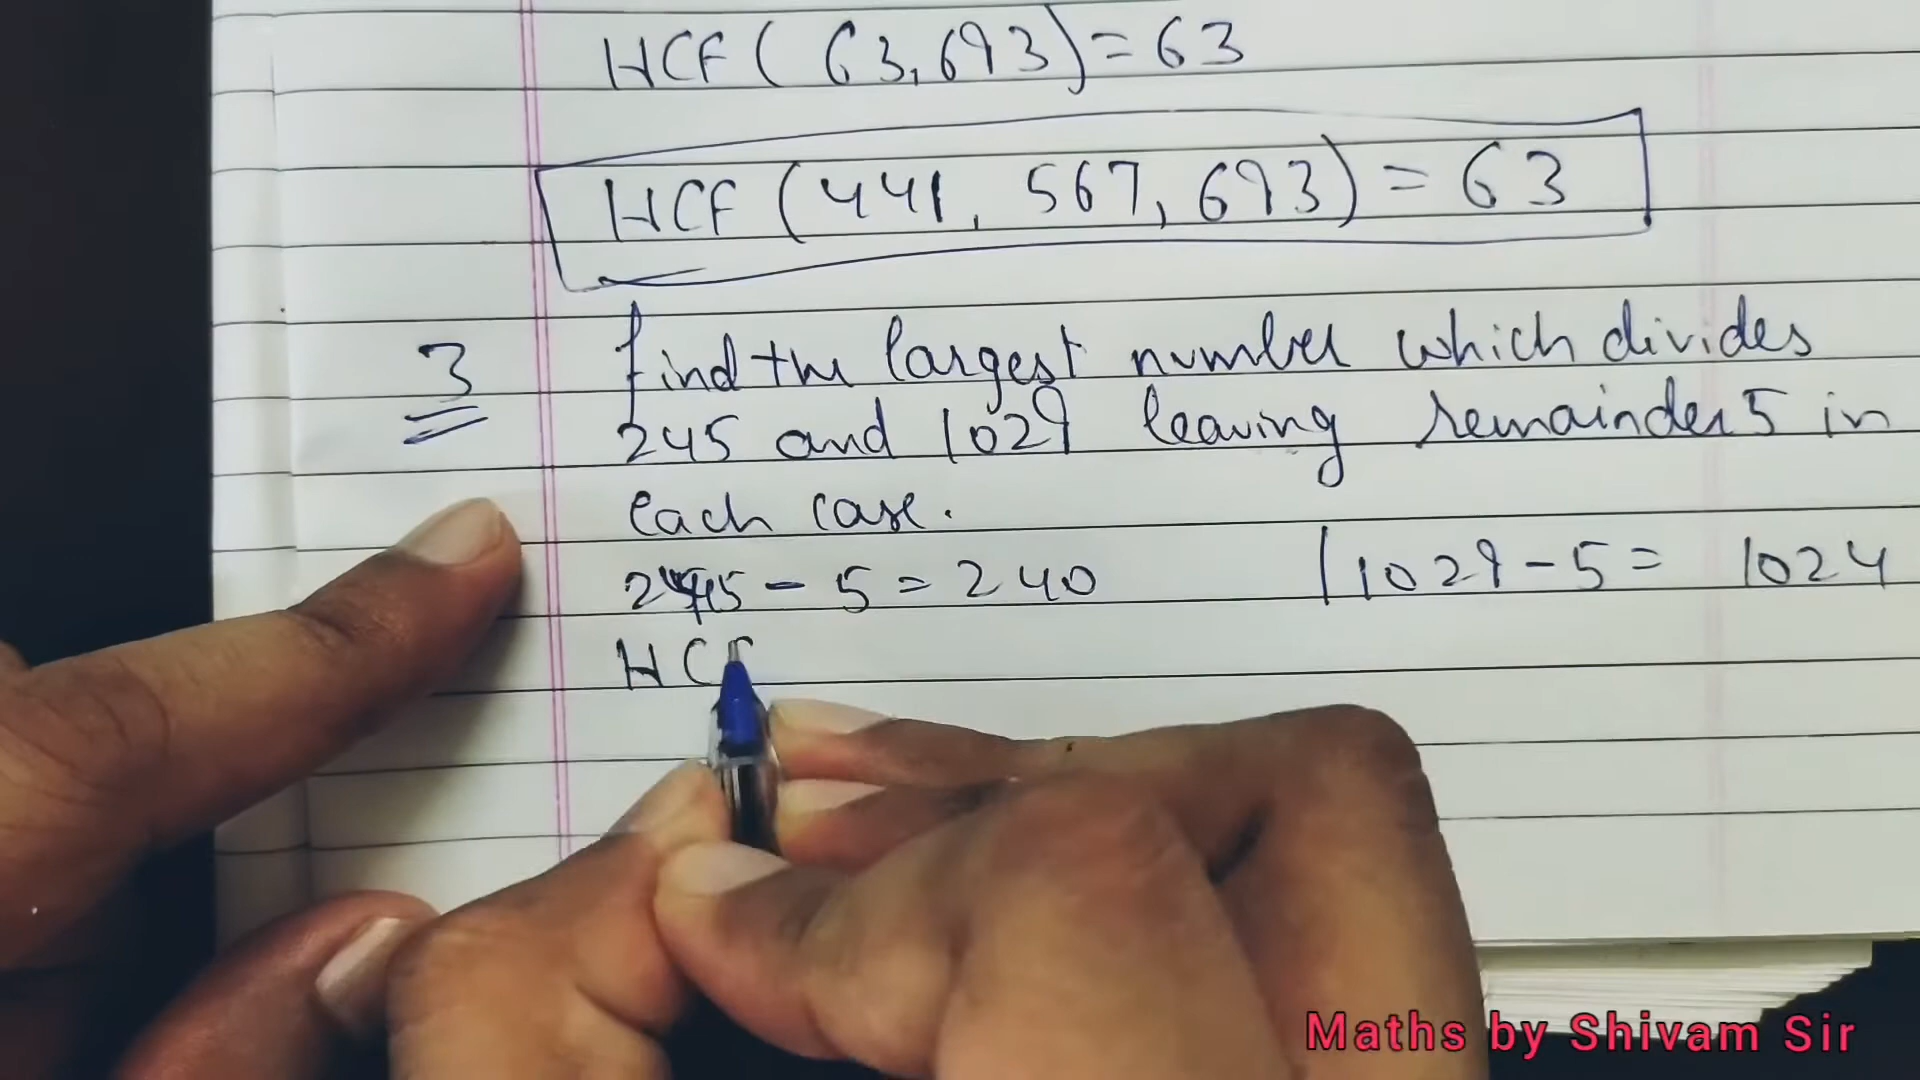 HCF ( 63, 693) = 63
HCF (441, 567, 693) = 63
3 find the largest number which divides
245 and 1029 leaving remainder 5 in
each case.
245 - 5 = 240 | 1029 - 5 = 1024
HCF
Maths by Shivam Sir